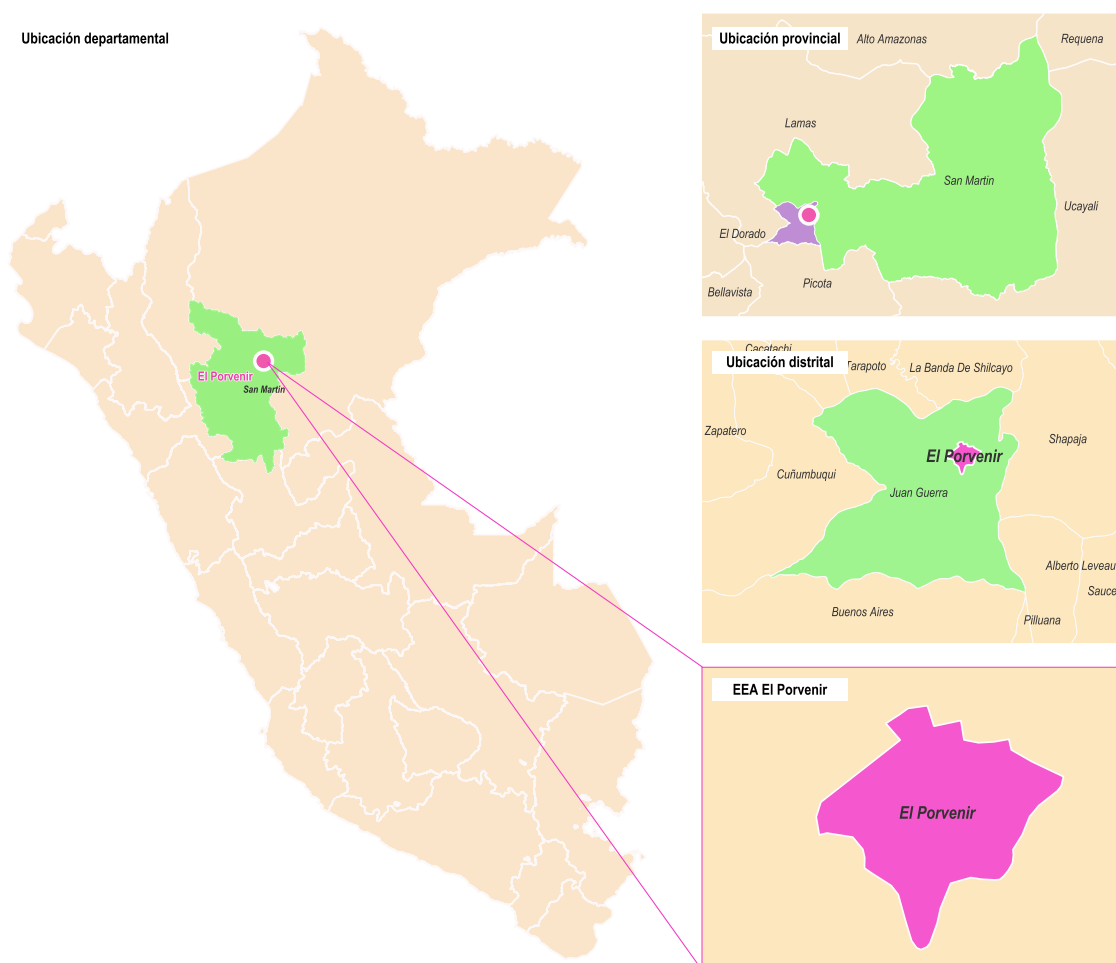 Ubicación departamental
El Porvenir
San Martin
Ubicación provincial
Alto Amazonas
Requena
Lamas
San Martin
Ucayali
El Dorado
Picota
Bellavista
Cacatachi
Ubicación distrital
Tarapoto
La Banda De Shilcayo
Zapatero
Shapaja
El Porvenir
Cuñumbuqui
Juan Guerra
Alberto Leveau
Sauce
Buenos Aires
Pilluana
EEA El Porvenir
El Porvenir